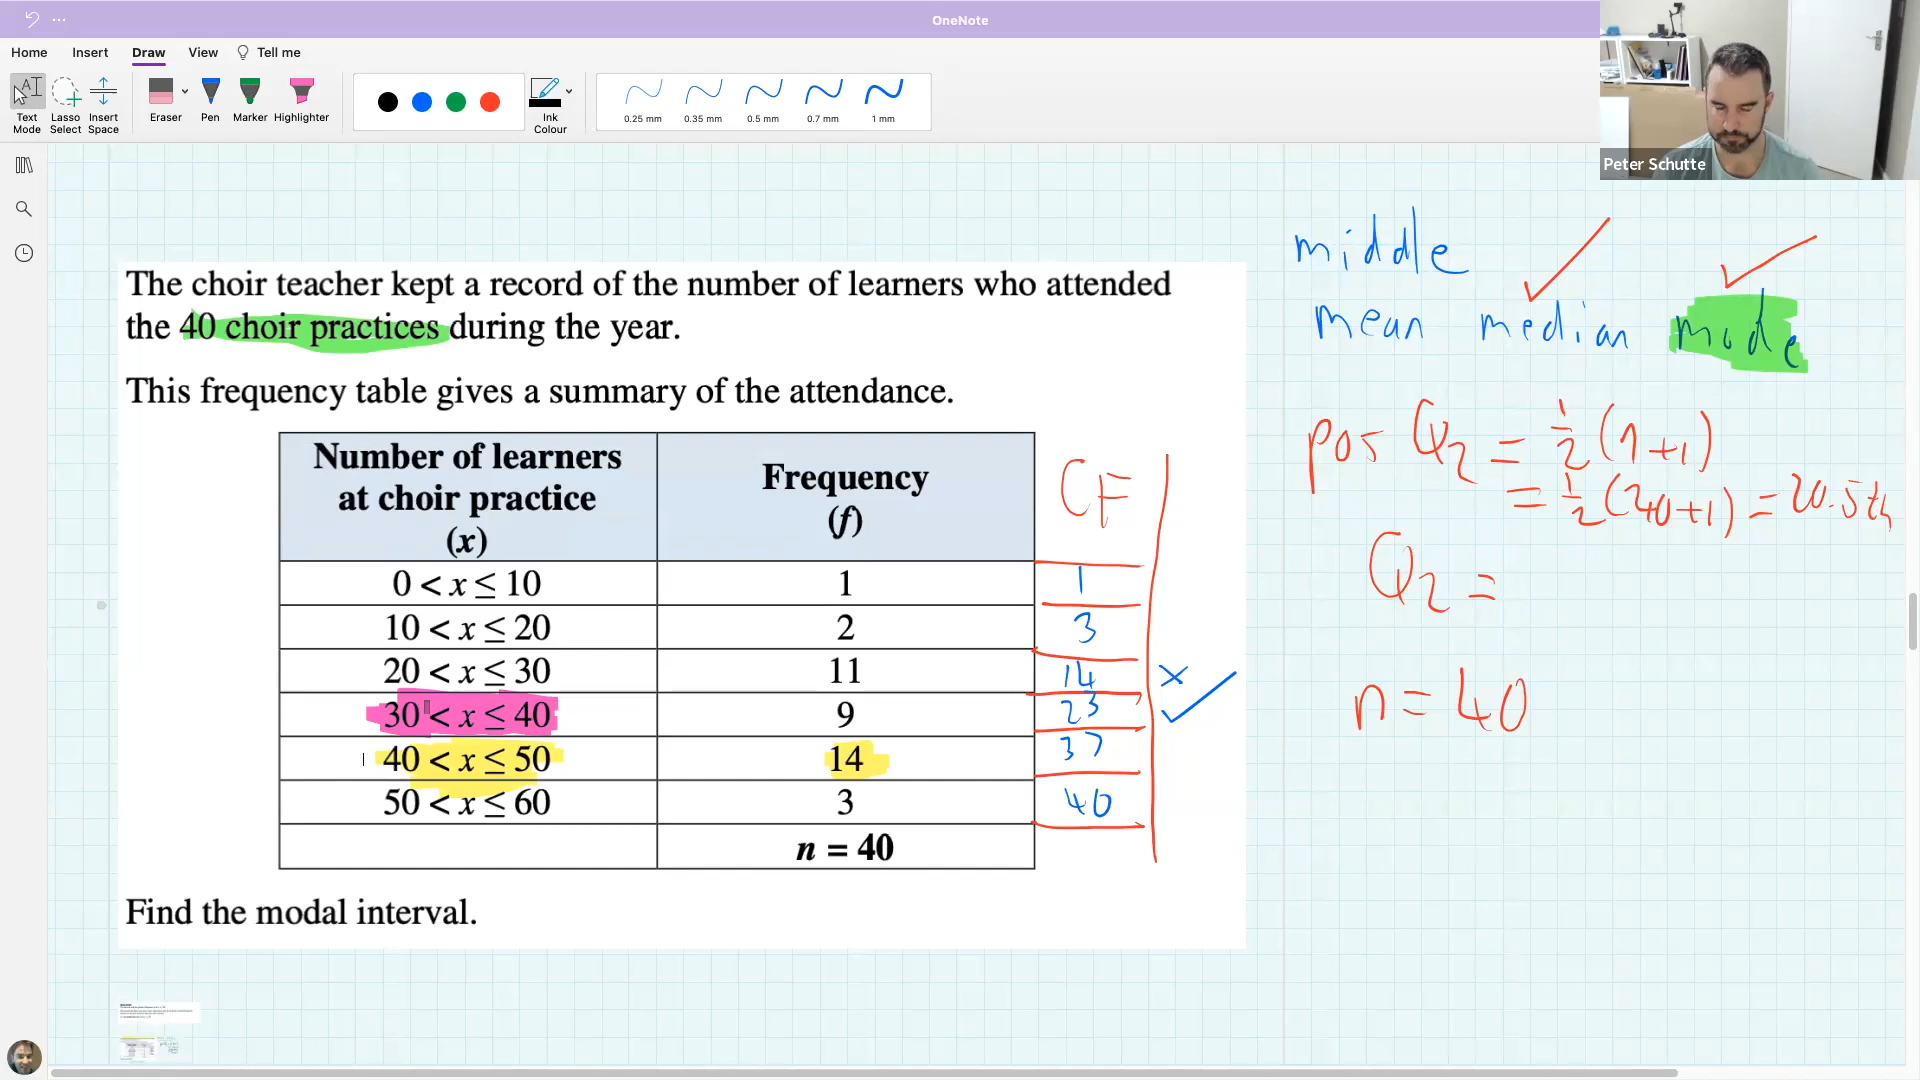 OneNote
Home Insert Draw View Tell me
Text Mode
Lasso Select
Insert Space
Eraser
Pen
Marker
Highlighter
Ink Colour
0.25 mm
0.35 mm
0.5 mm
0.7 mm
1 mm
Peter Schutte
The choir teacher kept a record of the number of learners who attended
the 40 choir practices during the year.
This frequency table gives a summary of the attendance.
Number of learners at choir practice (x) Frequency (f) CF
0 < x ≤ 10 1 1
10 < x ≤ 20 2 3
20 < x ≤ 30 11 14 ×
30 < x ≤ 40 9 23 ✓
40 < x ≤ 50 14 37
50 < x ≤ 60 3 40
n = 40
Find the modal interval.
middle
mean median mode
pos Q2 = 1/2 (n+1)
= 1/2 (40+1) = 20.5th
Q2 =
n = 40